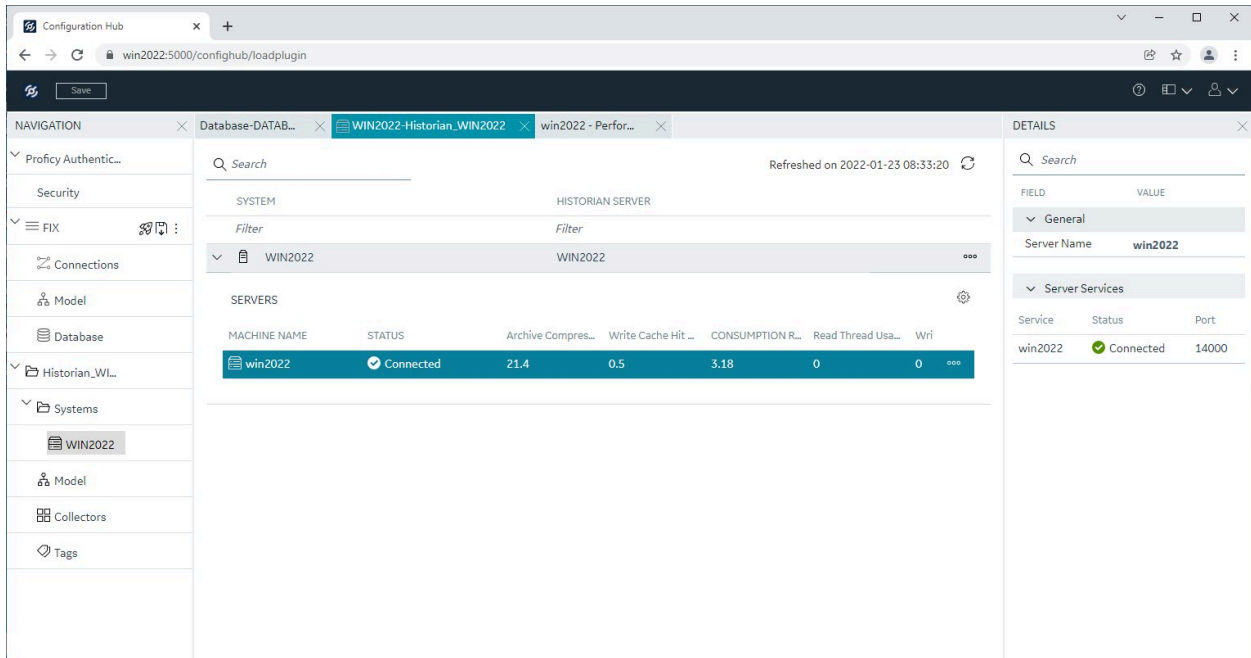 Configuration Hub
win2022:5000/confighub/loadplugin
Save
NAVIGATION
Database-DATAB...
WIN2022-Historian_WIN2022
win2022 - Perfor...
DETAILS
Proficy Authentic...
Security
FIX
Connections
Model
Database
Historian_WI...
Systems
WIN2022
Model
Collectors
Tags
Search
Refreshed on 2022-01-23 08:33:20
SYSTEM HISTORIAN SERVER
Filter Filter
WIN2022 WIN2022
SERVERS
MACHINE NAME STATUS Archive Compres... Write Cache Hit ... CONSUMPTION R... Read Thread Usa... Wri
win2022 Connected 21.4 0.5 3.18 0 0
Search
FIELD VALUE
General
Server Name win2022
Server Services
Service Status Port
win2022 Connected 14000